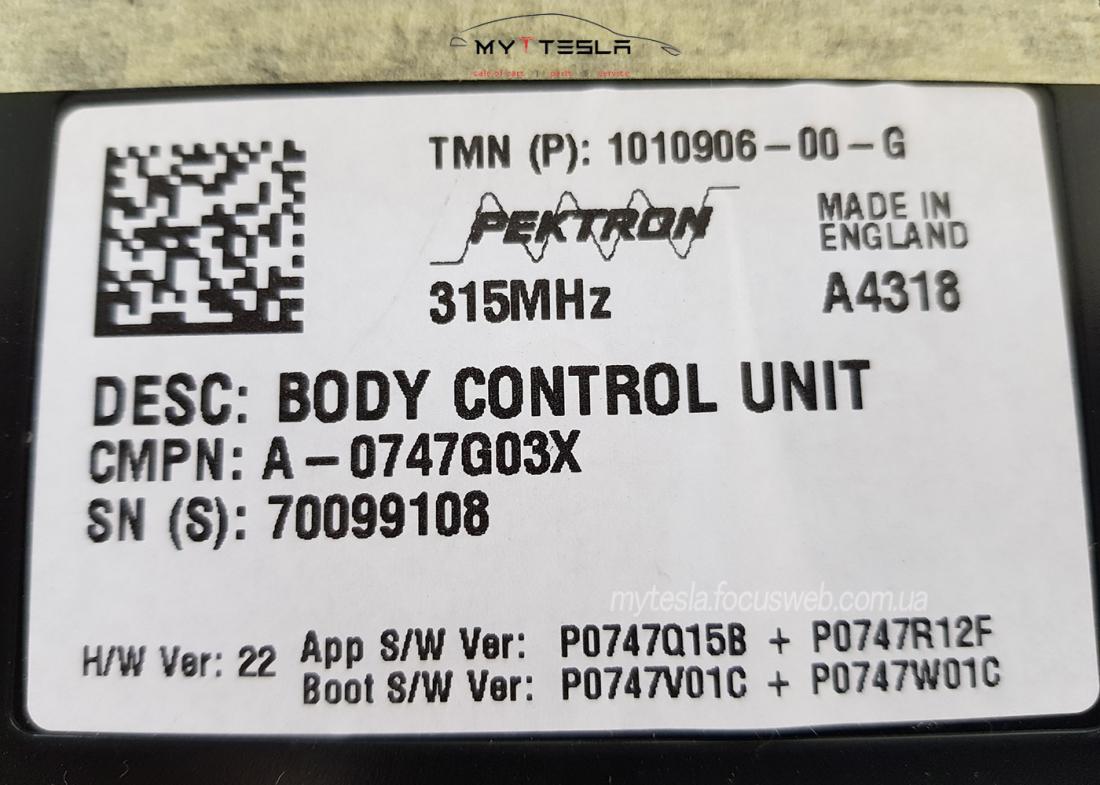 MY TESLA
sale of cars | parts | service
TMN (P): 1010906-00-G
PEKTRON
MADE IN
ENGLAND
315MHz
A4318
DESC: BODY CONTROL UNIT
CMPN: A-0747G03X
SN (S): 70099108
mytesla.focusweb.com.ua
H/W Ver: 22
App S/W Ver: P0747Q15B + P0747R12F
Boot S/W Ver: P0747V01C + P0747W01C